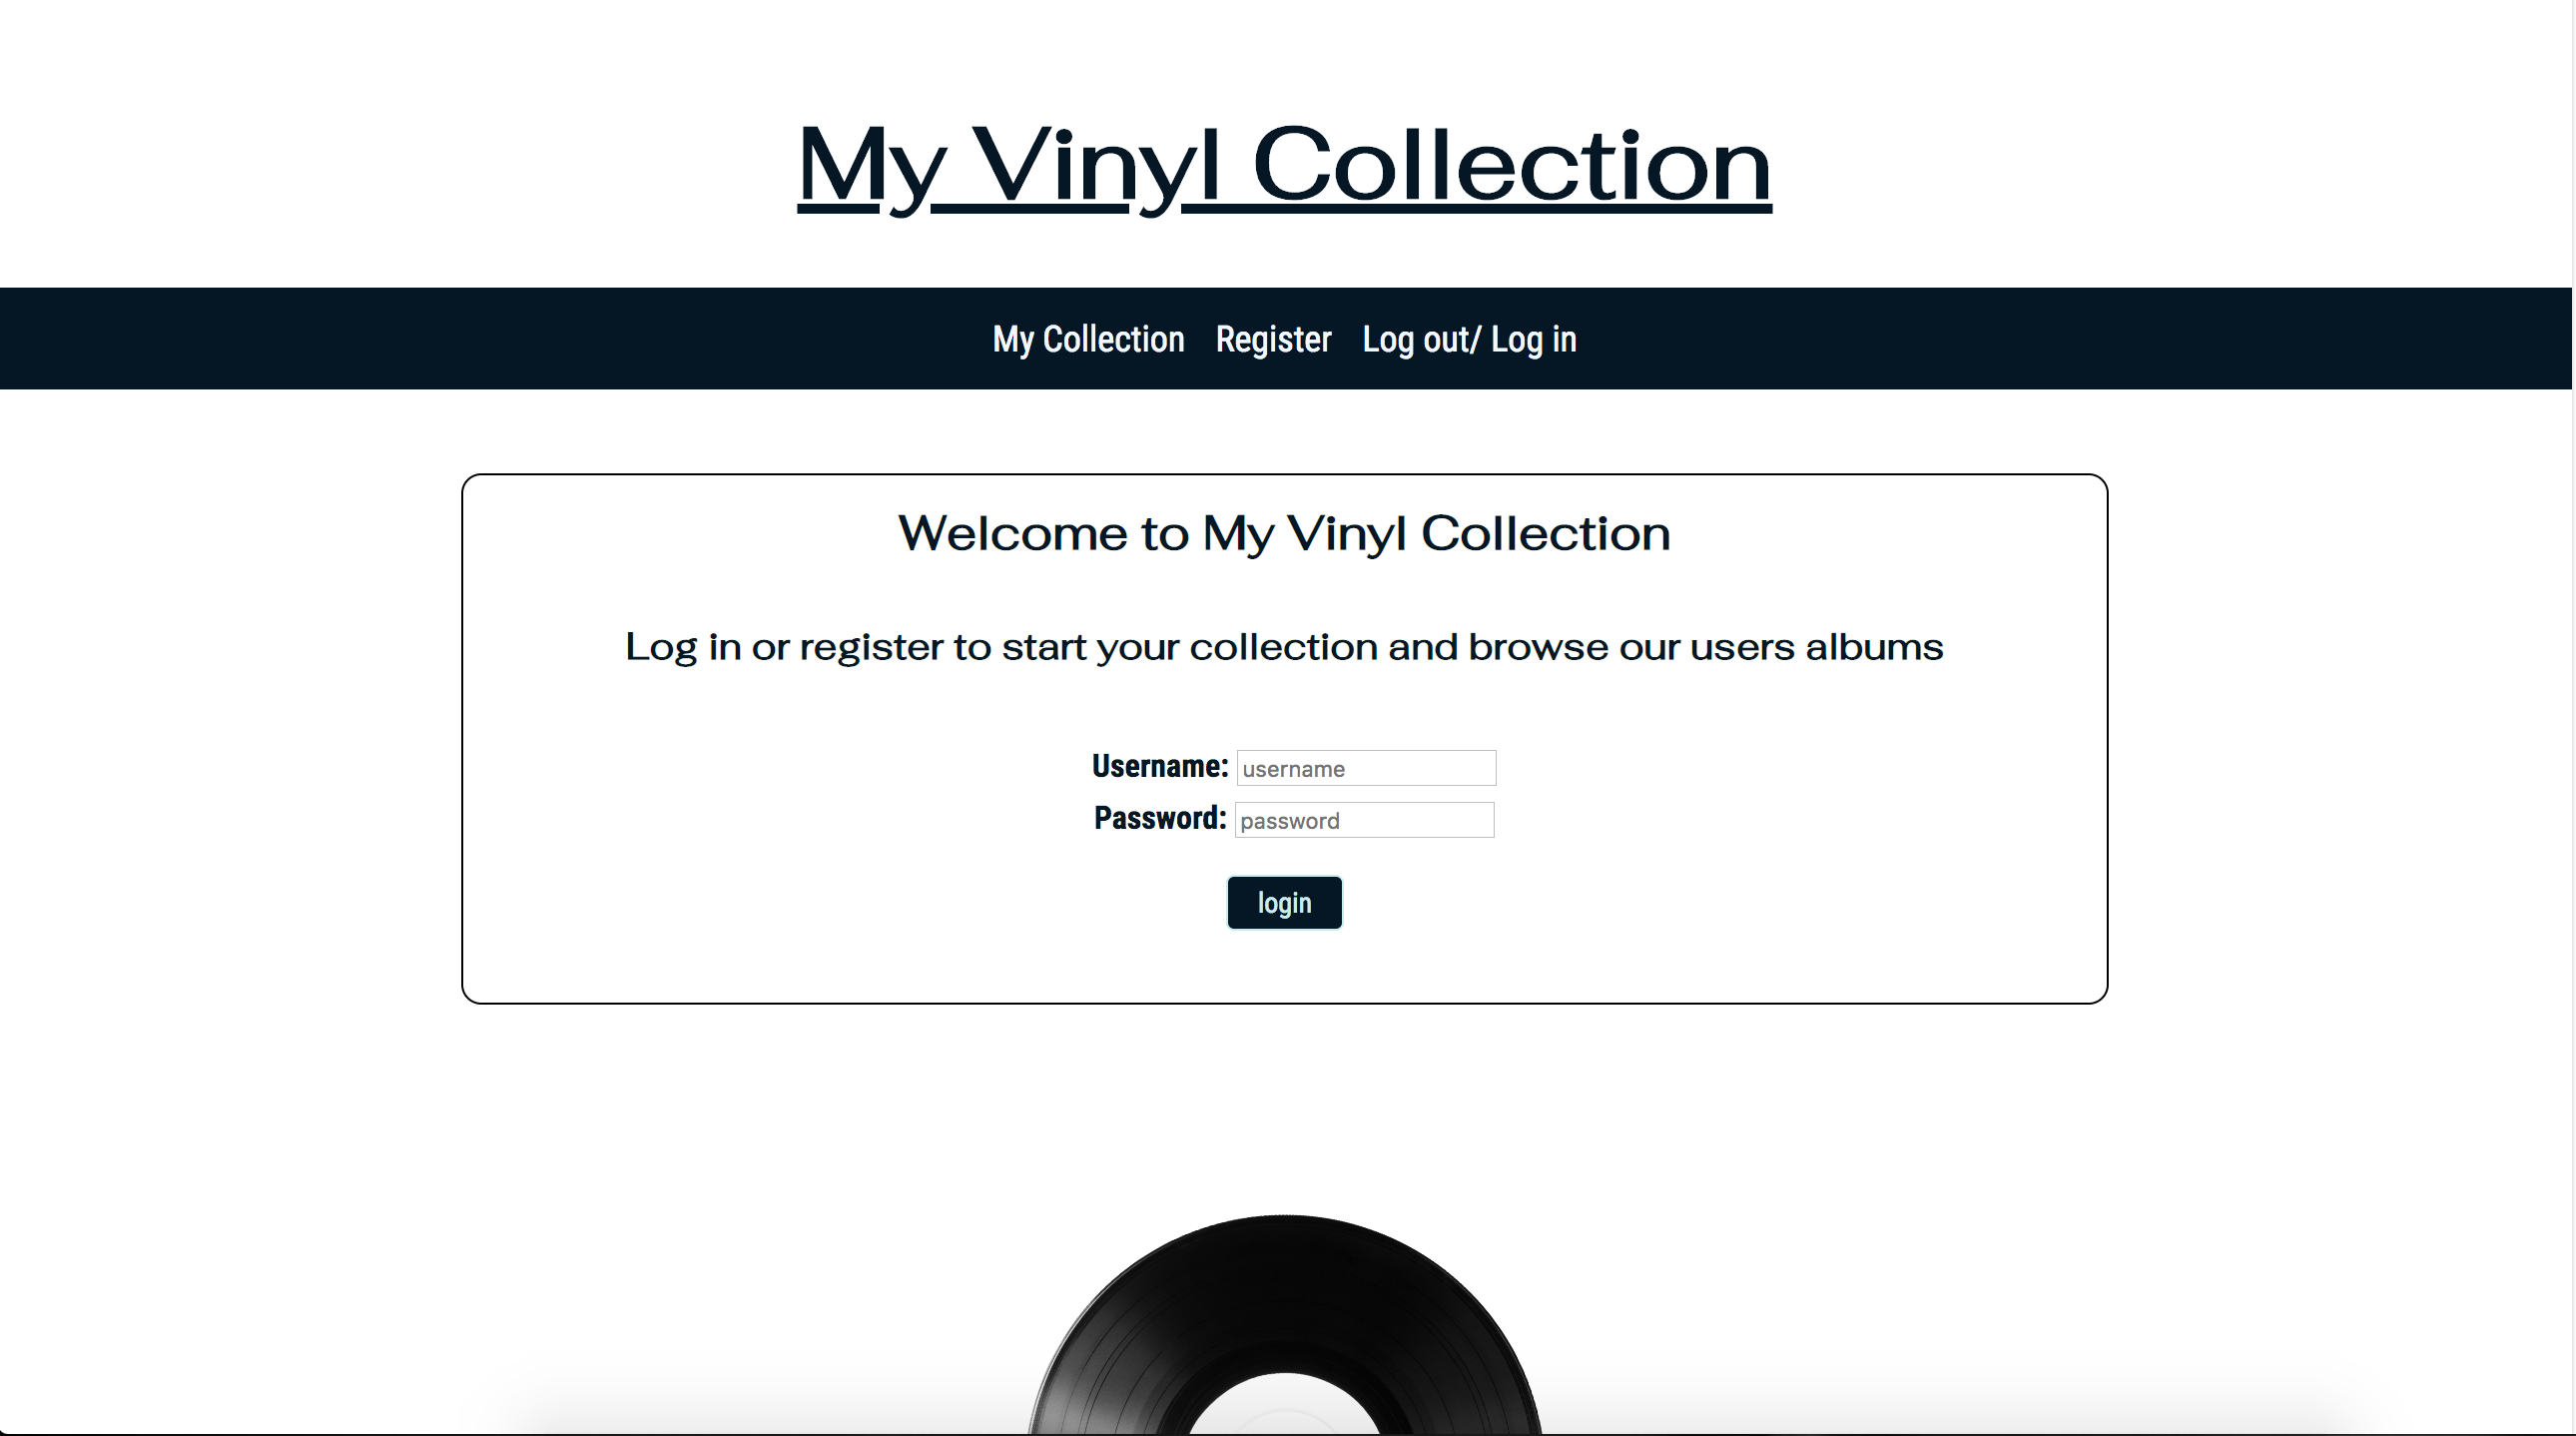 My Vinyl Collection
My Collection Register Log out/ Log in
Welcome to My Vinyl Collection
Log in or register to start your collection and browse our users albums
Username: username
Password: password
login